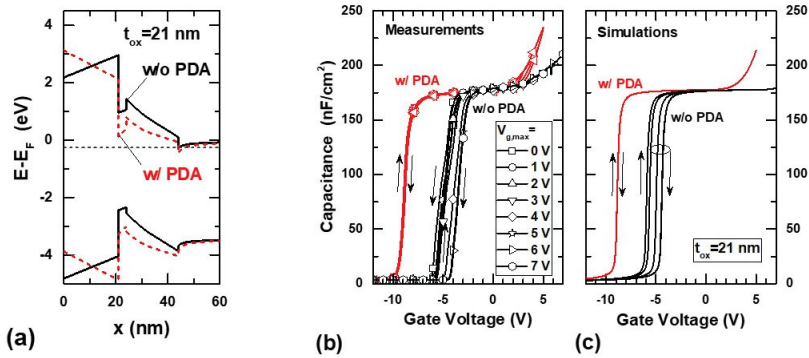 t_ox=21 nm
w/o PDA
w/ PDA
E-E_F (eV)
4
2
0
-2
-4
0 20 40 60
x (nm)
(a)
Measurements
w/ PDA
w/o PDA
V_g,max=
0 V
1 V
2 V
3 V
4 V
5 V
6 V
7 V
Capacitance (nF/cm²)
250
200
150
100
50
0
-10 -5 0 5
Gate Voltage (V)
(b)
Simulations
w/ PDA
w/o PDA
t_ox=21 nm
250
200
150
100
50
0
-10 -5 0 5
Gate Voltage (V)
(c)